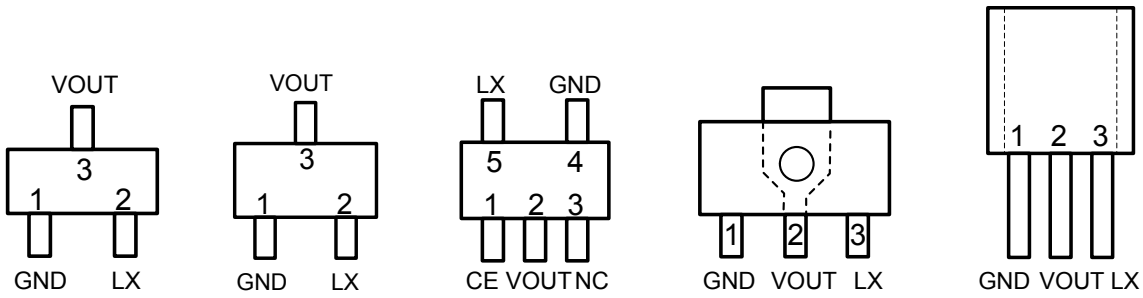 VOUT
3
1 2
GND LX
VOUT
3
1 2
GND LX
LX GND
5 4
1 2 3
CE VOUT NC
1 2 3
GND VOUT LX
1 2 3
GND VOUT LX